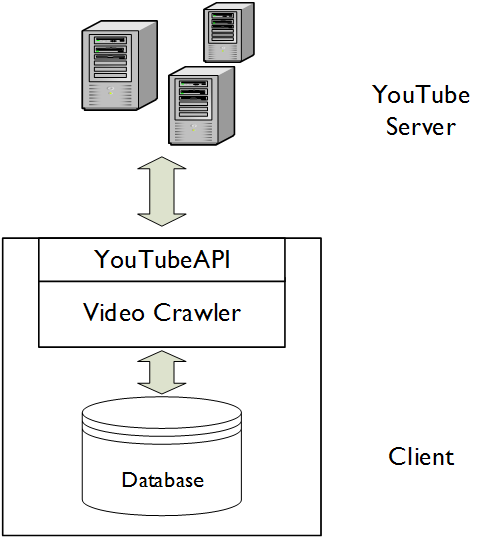 YouTube
Server
YouTubeAPI
Video Crawler
Database
Client